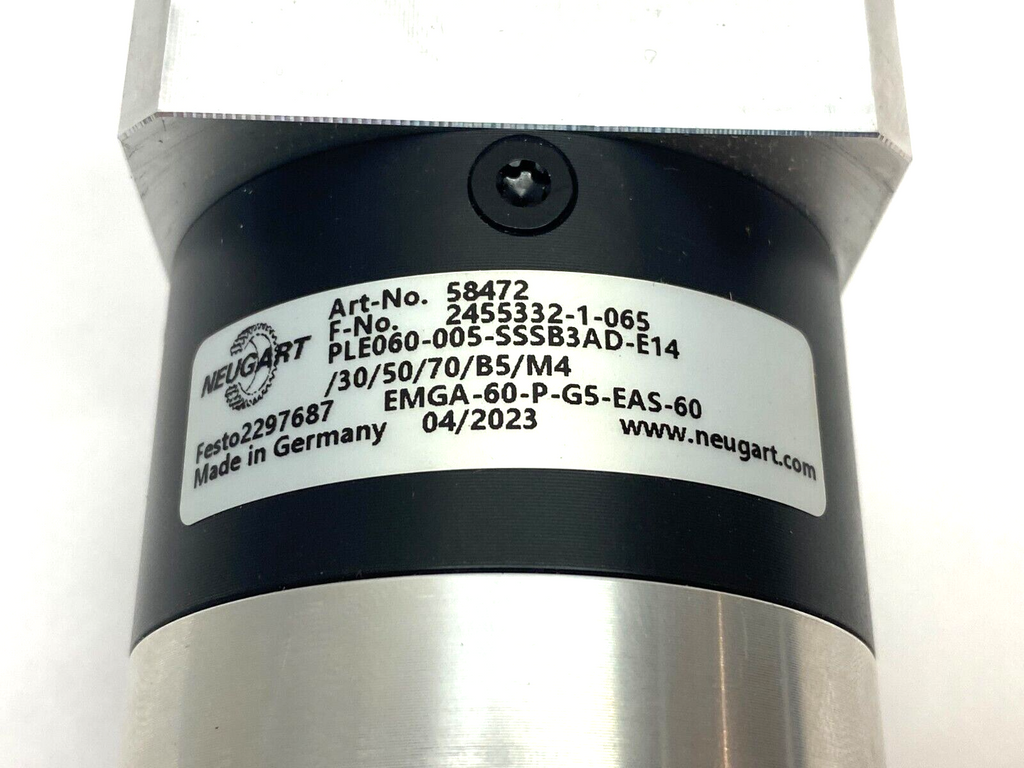 Art-No. 58472
F-No. 2455332-1-065
PLE060-005-SSSB3AD-E14
NEUGART
/30/50/70/B5/M4
Festo2297687 EMGA-60-P-G5-EAS-60
Made in Germany 04/2023 www.neugart.com